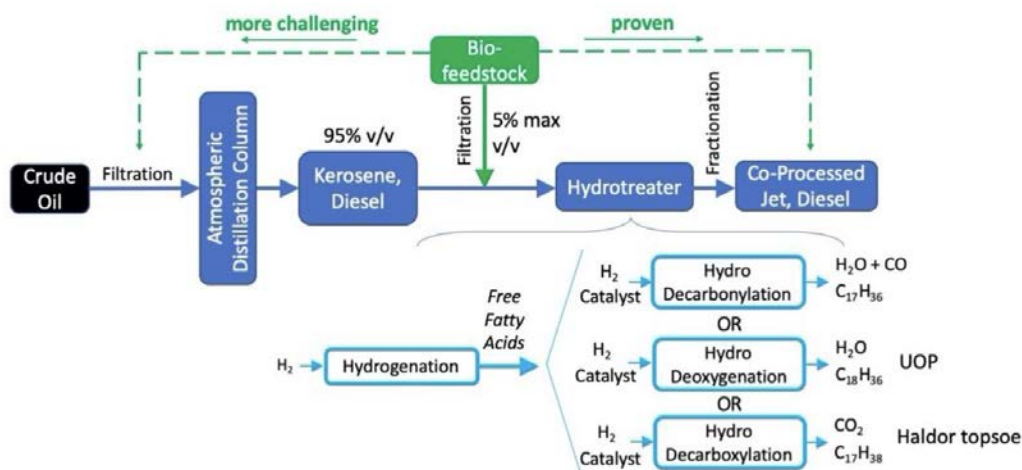 more challenging
proven
Bio-
feedstock
Filtration
5% max
v/v
Fractionation
95% v/v
Crude
Oil
Filtration
Atmospheric
Distillation Column
Kerosene,
Diesel
Hydrotreater
Co-Processed
Jet, Diesel
Free
Fatty
Acids
H₂
Hydrogenation
H₂
Catalyst
Hydro
Decarbonylation
H₂O + CO
C₁₇H₃₆
OR
H₂
Catalyst
Hydro
Deoxygenation
H₂O
C₁₈H₃₆
UOP
OR
H₂
Catalyst
Hydro
Decarboxylation
CO₂
C₁₇H₃₈
Haldor topsoe